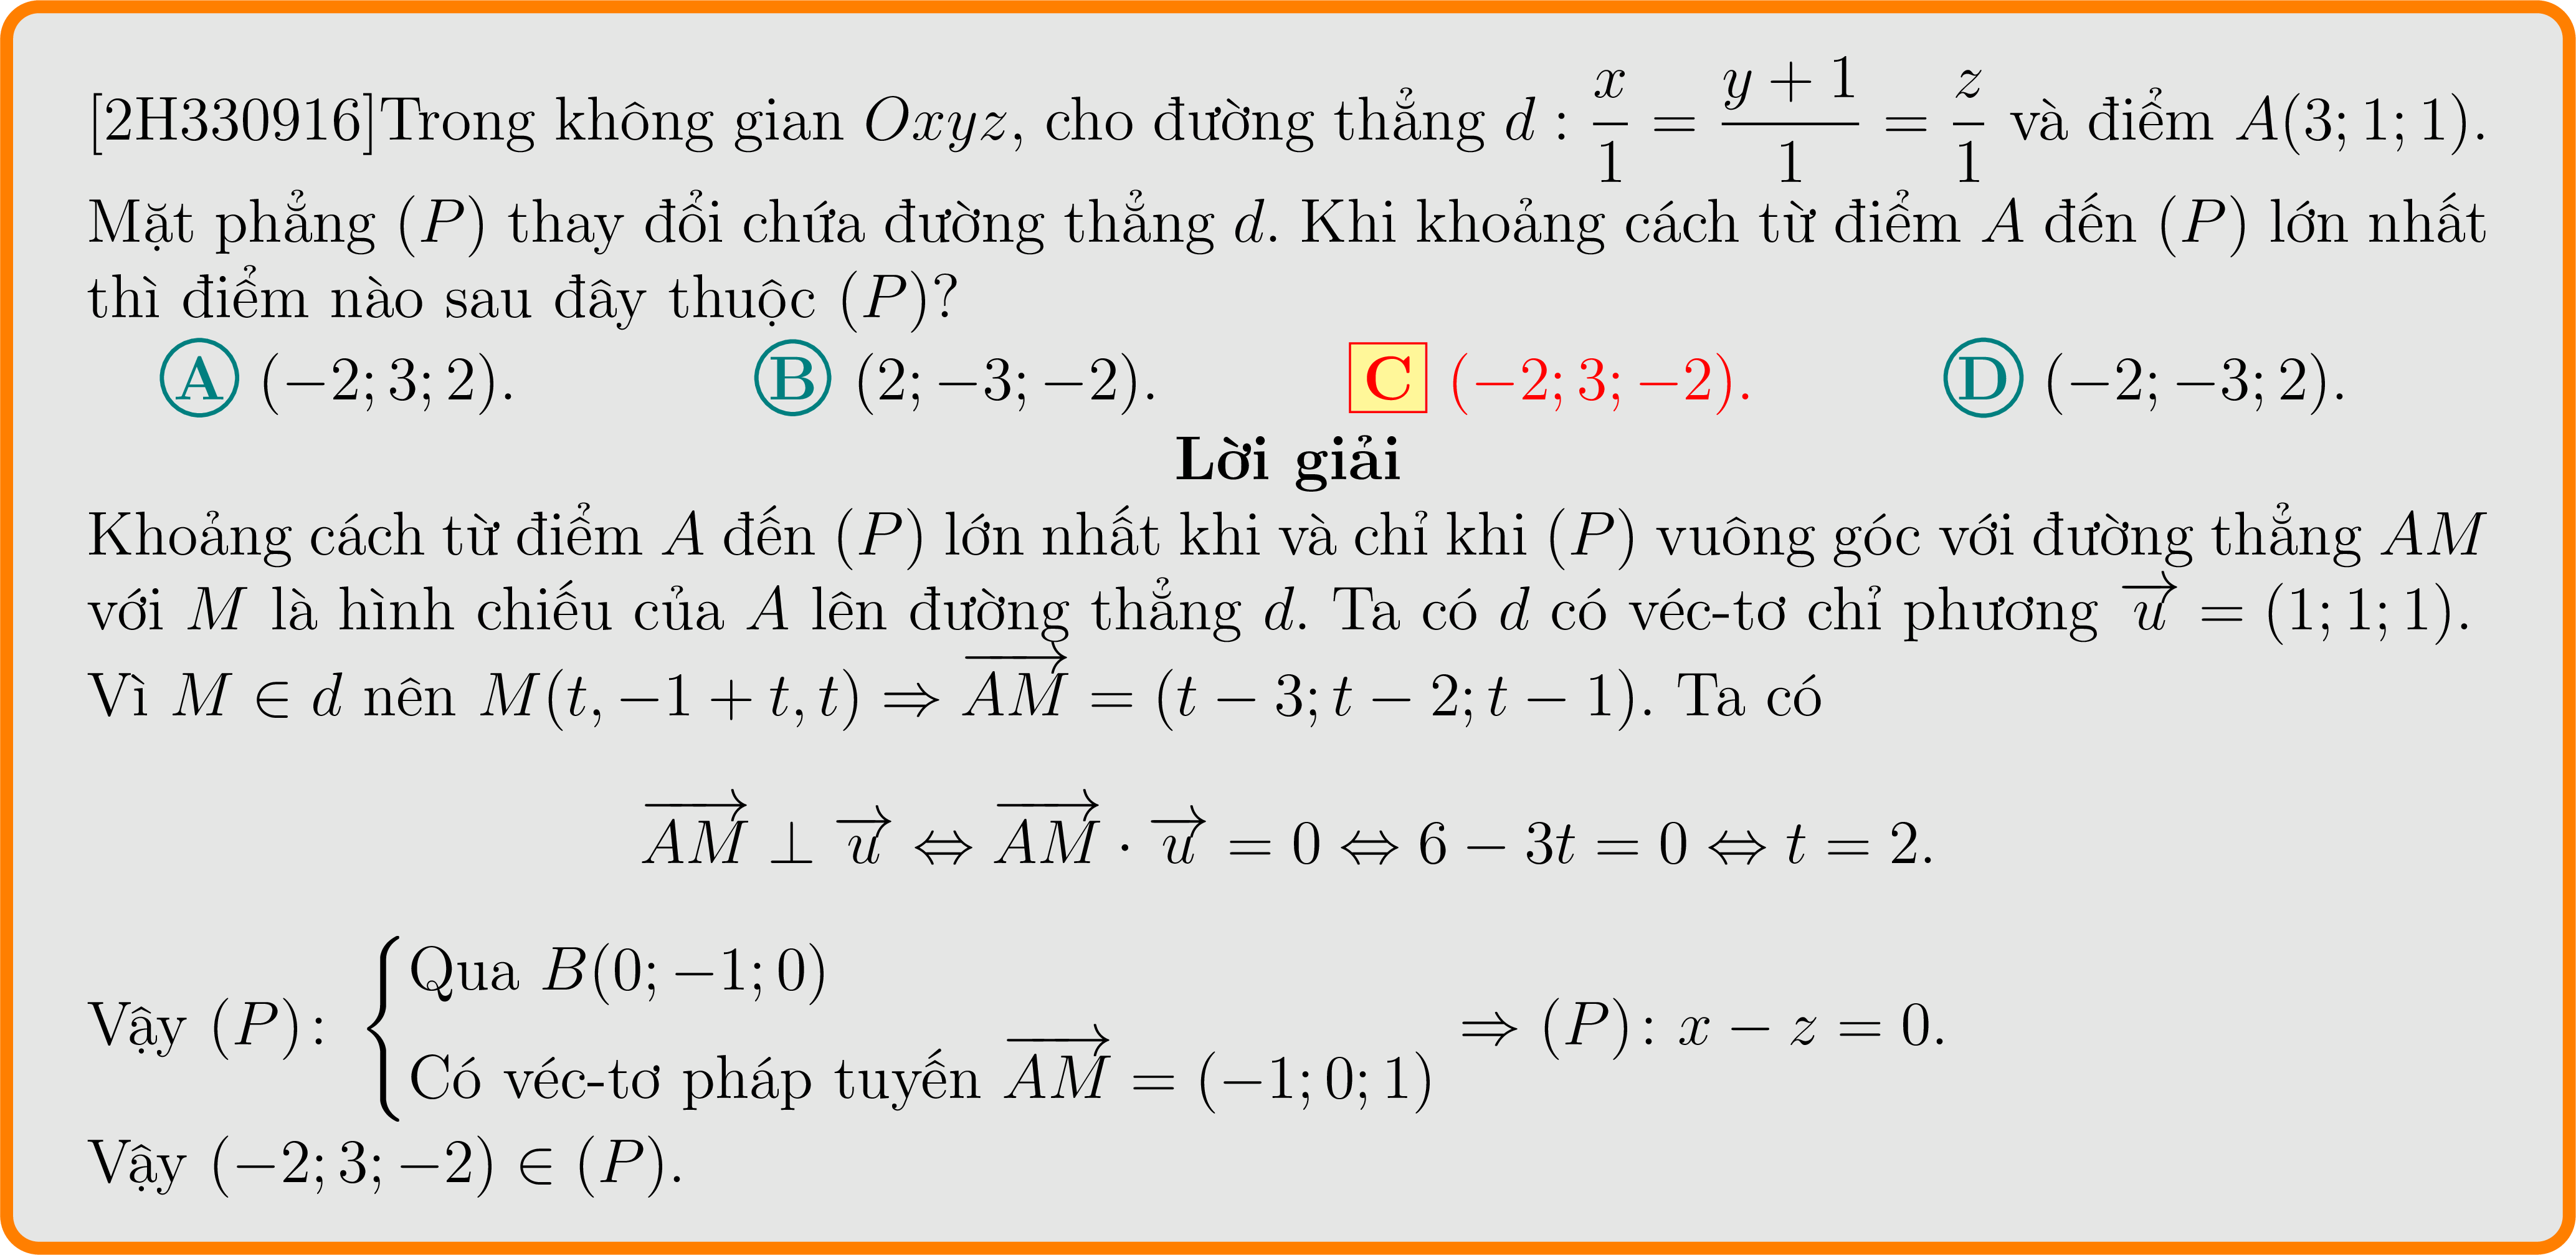 [2H330916]Trong không gian $Oxyz$, cho đường thẳng $d : \dfrac{x}{1} = \dfrac{y+1}{1} = \dfrac{z}{1}$ và điểm $A(3; 1; 1)$.
Mặt phẳng $(P)$ thay đổi chứa đường thẳng $d$. Khi khoảng cách từ điểm $A$ đến $(P)$ lớn nhất
thì điểm nào sau đây thuộc $(P)$?
A $(-2; 3; 2)$. B $(2; -3; -2)$. C $(-2; 3; -2)$. D $(-2; -3; 2)$.
Lời giải
Khoảng cách từ điểm $A$ đến $(P)$ lớn nhất khi và chỉ khi $(P)$ vuông góc với đường thẳng $AM$
với $M$ là hình chiếu của $A$ lên đường thẳng $d$. Ta có $d$ có véc-tơ chỉ phương $\overrightarrow{u} = (1; 1; 1)$.
Vì $M \in d$ nên $M(t, -1 + t, t) \Rightarrow \overrightarrow{AM} = (t - 3; t - 2; t - 1)$. Ta có
$\overrightarrow{AM} \perp \overrightarrow{u} \Leftrightarrow \overrightarrow{AM} \cdot \overrightarrow{u} = 0 \Leftrightarrow 6 - 3t = 0 \Leftrightarrow t = 2.$
Vậy $(P)\colon \begin{cases} \text{Qua } B(0; -1; 0) \\ \text{Có véc-tơ pháp tuyến } \overrightarrow{AM} = (-1; 0; 1) \end{cases} \Rightarrow (P)\colon x - z = 0.$
Vậy $(-2; 3; -2) \in (P)$.